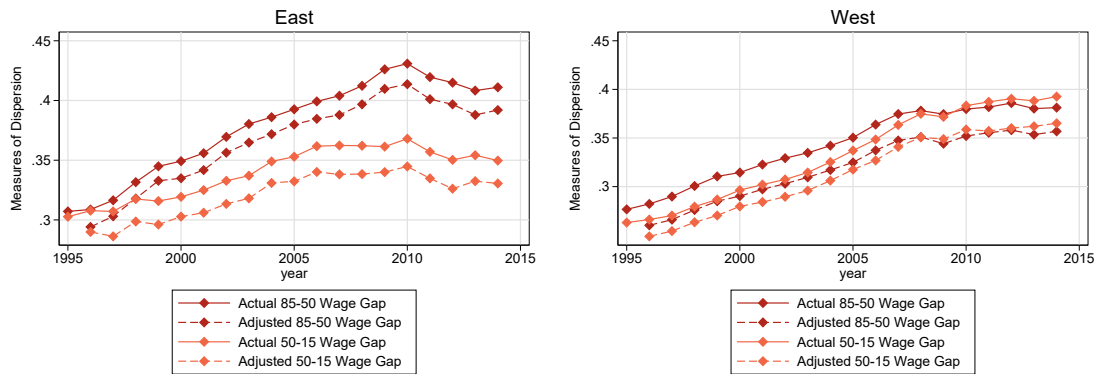 East
Measures of Dispersion
.45
.4
.35
.3
1995
2000
2005
2010
2015
year
Actual 85-50 Wage Gap
Adjusted 85-50 Wage Gap
Actual 50-15 Wage Gap
Adjusted 50-15 Wage Gap
West
Measures of Dispersion
.45
.4
.35
.3
1995
2000
2005
2010
2015
year
Actual 85-50 Wage Gap
Adjusted 85-50 Wage Gap
Actual 50-15 Wage Gap
Adjusted 50-15 Wage Gap